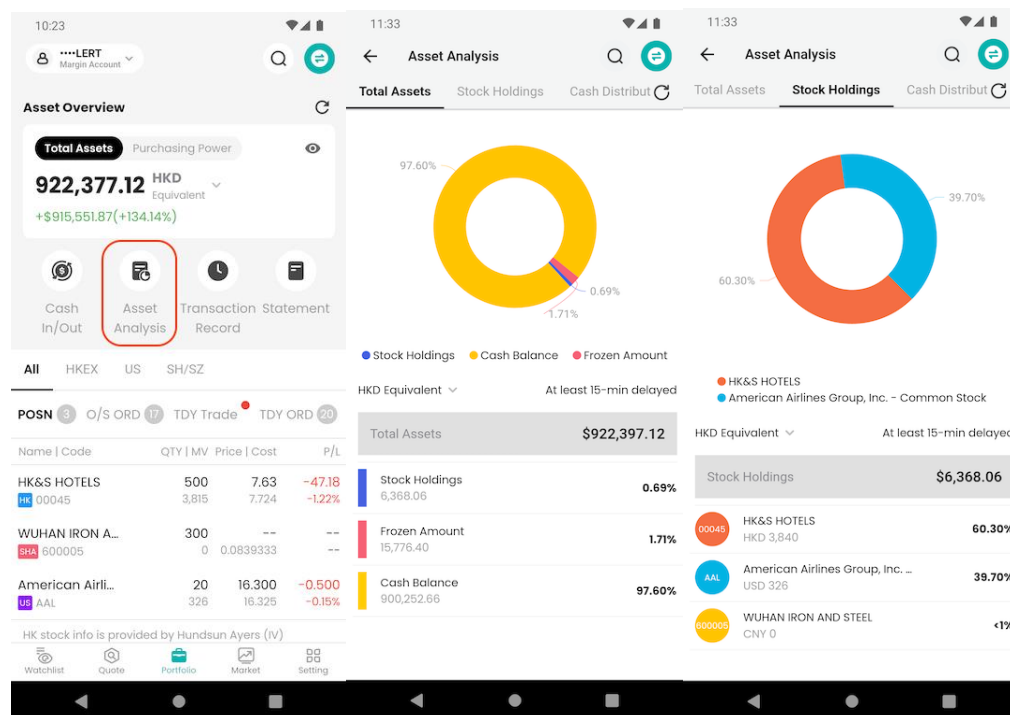 10:23
••••LERT
Margin Account
Asset Overview
Total Assets Purchasing Power
922,377.12 HKD
Equivalent
+$915,551.87(+134.14%)
Cash In/Out
Asset Analysis
Transaction Record
Statement
All HKEX US SH/SZ
POSN 3 O/S ORD 17 TDY Trade TDY ORD 20
Name | Code QTY | MV Price | Cost P/L
HK&S HOTELS 500 7.63 -47.18
HK 00045 3,815 7.724 -1.22%
WUHAN IRON A... 300 -- --
SHA 600005 0 0.0839333 --
American Airli... 20 16.300 -0.500
US AAL 326 16.325 -0.15%
HK stock info is provided by Hundsun Ayers (IV)
Watchlist Quote Portfolio Market Setting
11:33
Asset Analysis
Total Assets Stock Holdings Cash Distribut
97.60%
0.69%
1.71%
Stock Holdings Cash Balance Frozen Amount
HKD Equivalent At least 15-min delayed
Total Assets $922,397.12
Stock Holdings
6,368.06 0.69%
Frozen Amount
15,776.40 1.71%
Cash Balance
900,252.66 97.60%
11:33
Asset Analysis
Total Assets Stock Holdings Cash Distribut
39.70%
60.30%
HK&S HOTELS
American Airlines Group, Inc. - Common Stock
HKD Equivalent At least 15-min delayed
Stock Holdings $6,368.06
00045 HK&S HOTELS 60.30%
HKD 3,840
AAL American Airlines Group, Inc. ... 39.70%
USD 326
600005 WUHAN IRON AND STEEL <1%
CNY 0